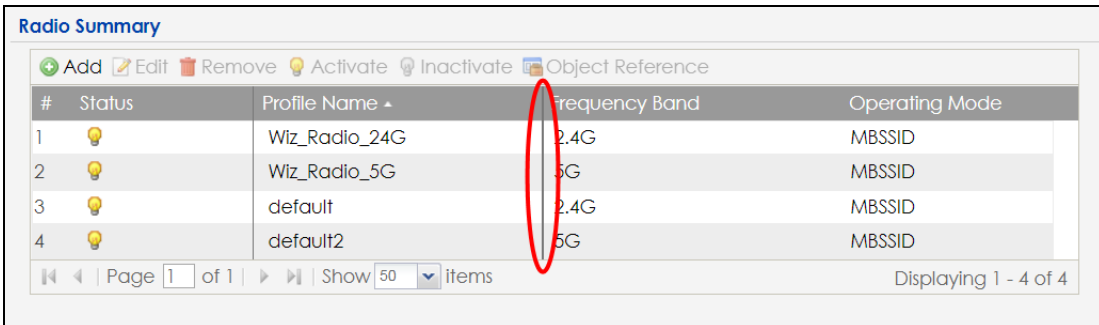 Radio Summary
Add Edit Remove Activate Inactivate Object Reference
# Status Profile Name Frequency Band Operating Mode
1 Wiz_Radio_24G 2.4G MBSSID
2 Wiz_Radio_5G 5G MBSSID
3 default 2.4G MBSSID
4 default2 5G MBSSID
Page 1 of 1 Show 50 items Displaying 1 - 4 of 4